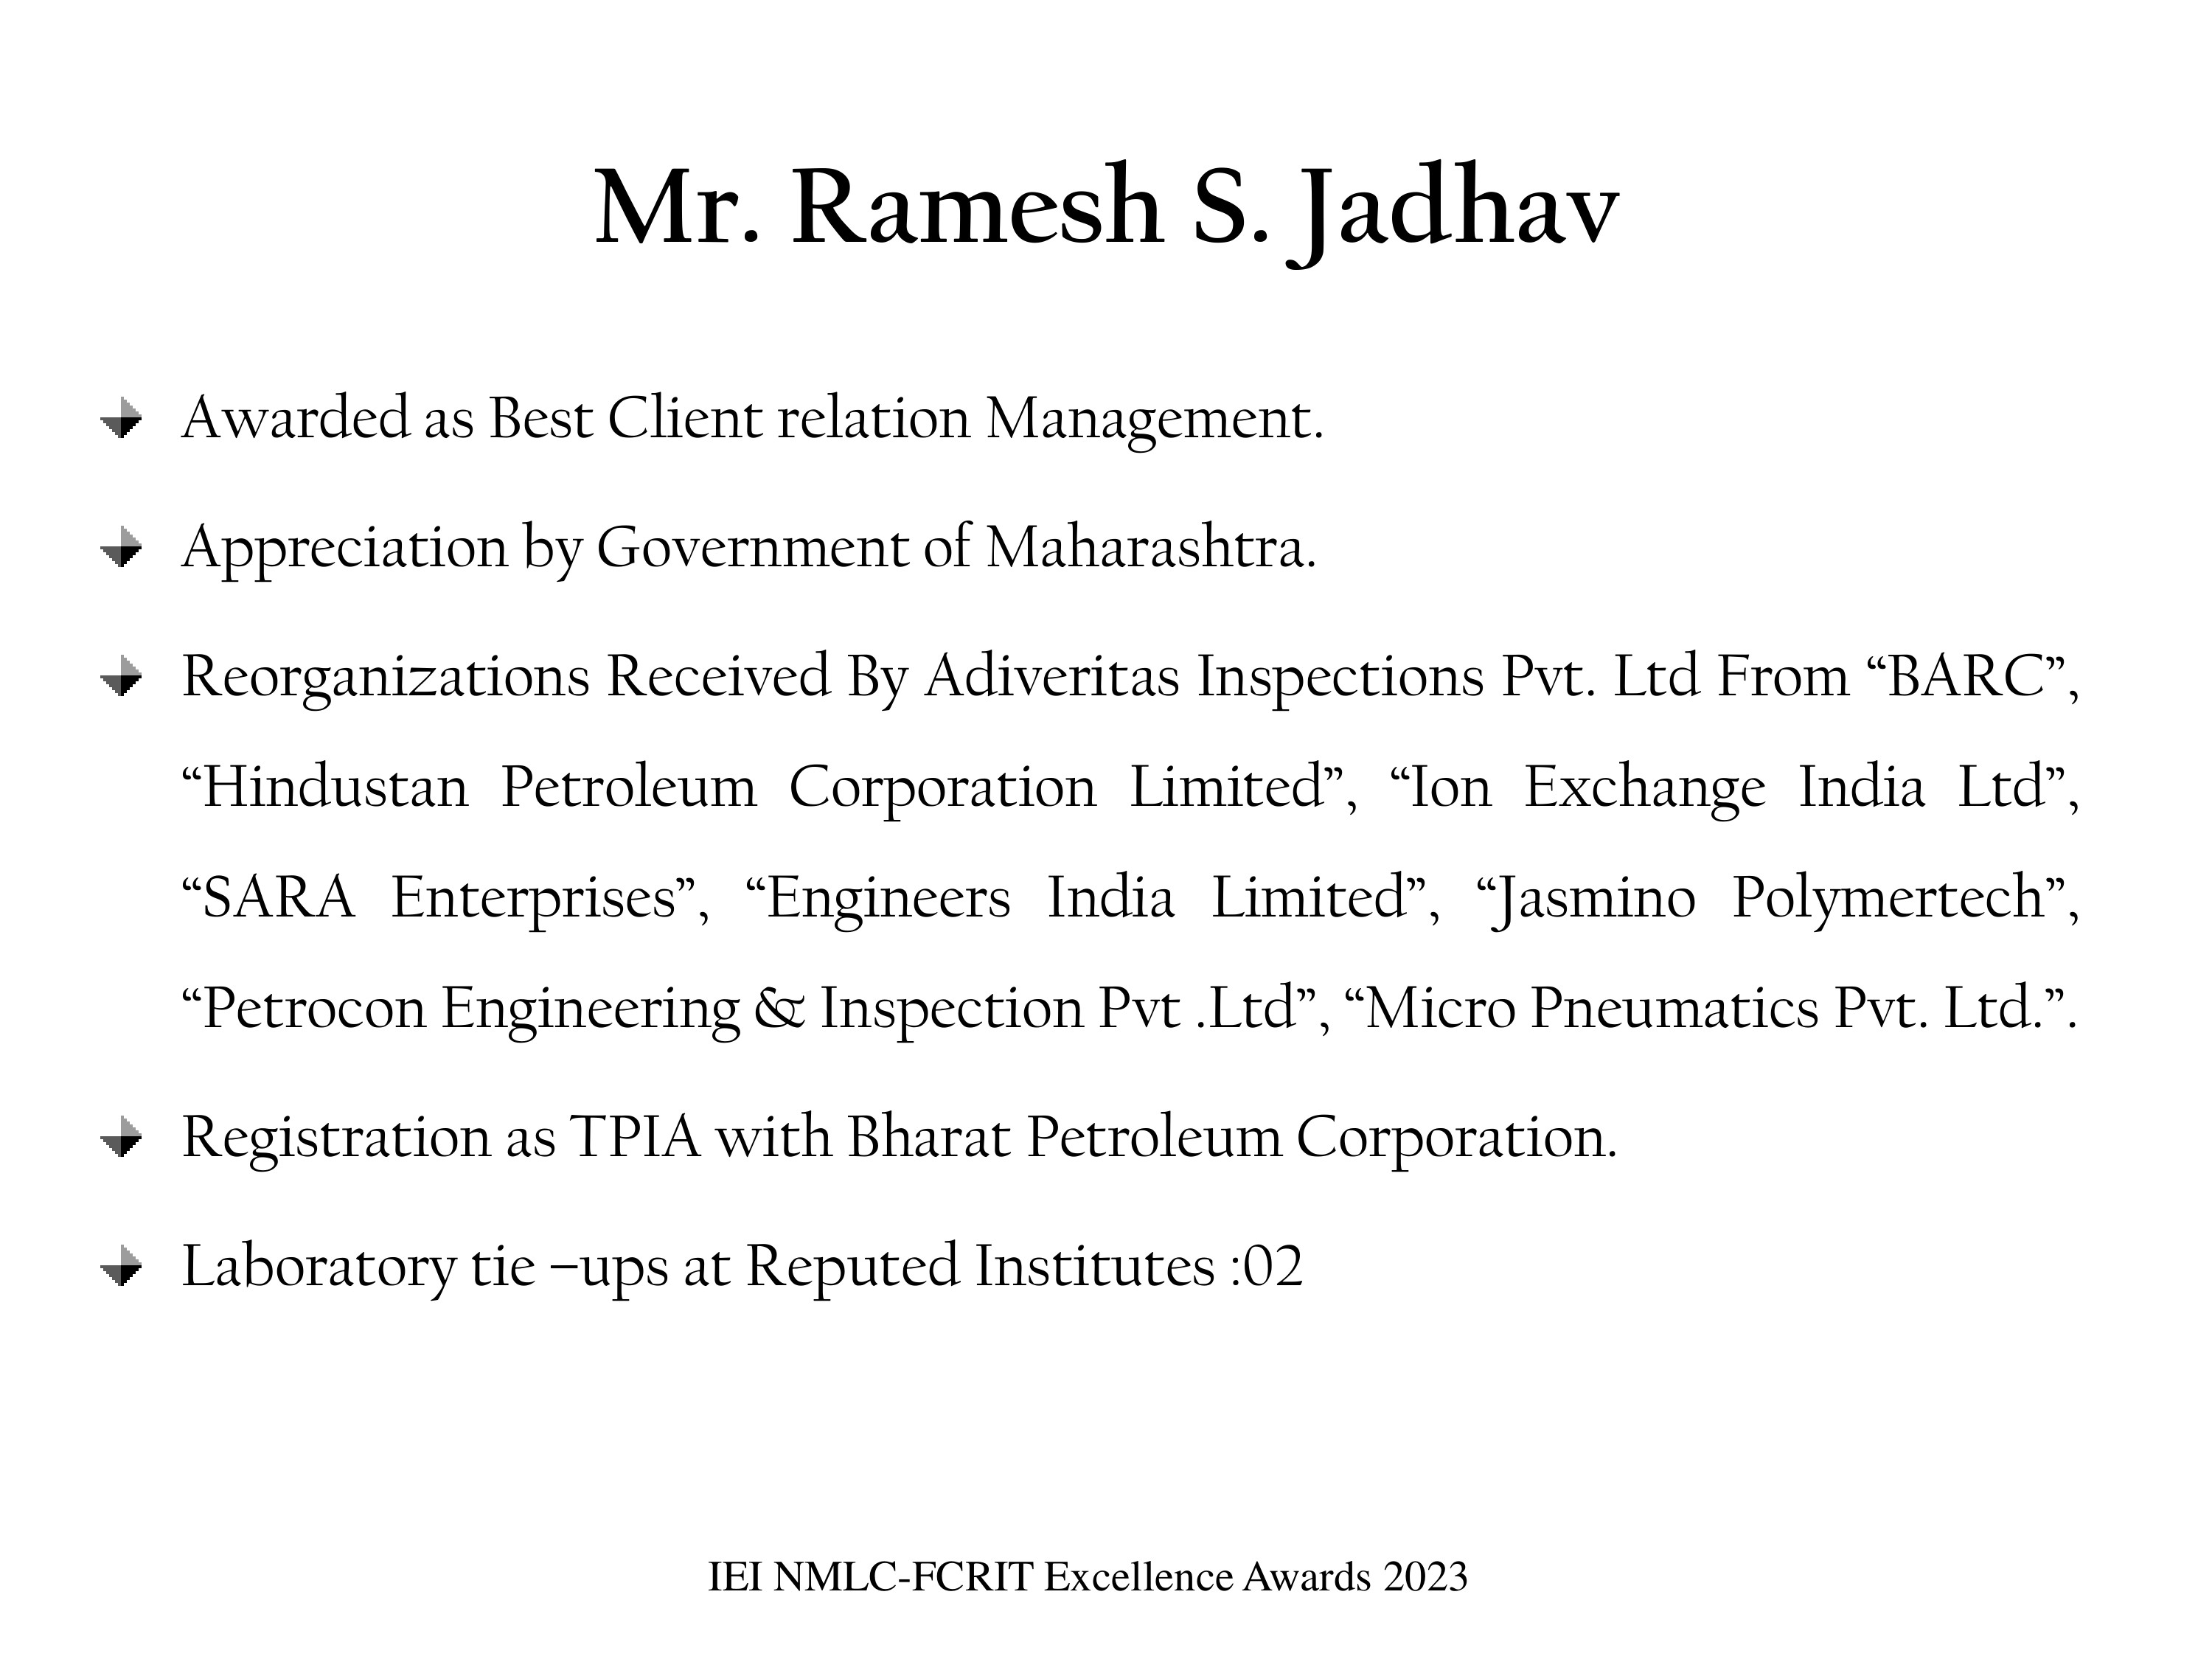 Mr. Ramesh S. Jadhav
Awarded as Best Client relation Management.
Appreciation by Government of Maharashtra.
Reorganizations Received By Adiveritas Inspections Pvt. Ltd From “BARC”,
“Hindustan Petroleum Corporation Limited”, “Ion Exchange India Ltd”,
“SARA Enterprises”, “Engineers India Limited”, “Jasmino Polymertech”,
“Petrocon Engineering & Inspection Pvt .Ltd”, “Micro Pneumatics Pvt. Ltd.”.
Registration as TPIA with Bharat Petroleum Corporation.
Laboratory tie –ups at Reputed Institutes :02
IEI NMLC-FCRIT Excellence Awards 2023